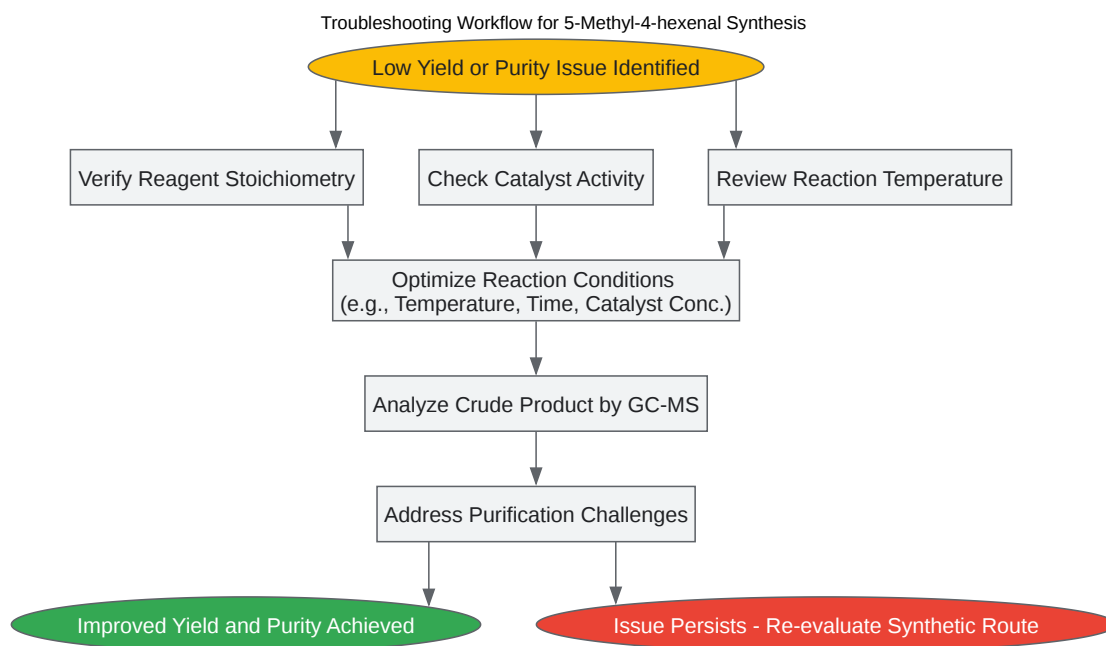 Troubleshooting Workflow for 5-Methyl-4-hexenal Synthesis
Low Yield or Purity Issue Identified
Verify Reagent Stoichiometry
Check Catalyst Activity
Review Reaction Temperature
Optimize Reaction Conditions
(e.g., Temperature, Time, Catalyst Conc.)
Analyze Crude Product by GC-MS
Address Purification Challenges
Improved Yield and Purity Achieved
Issue Persists - Re-evaluate Synthetic Route